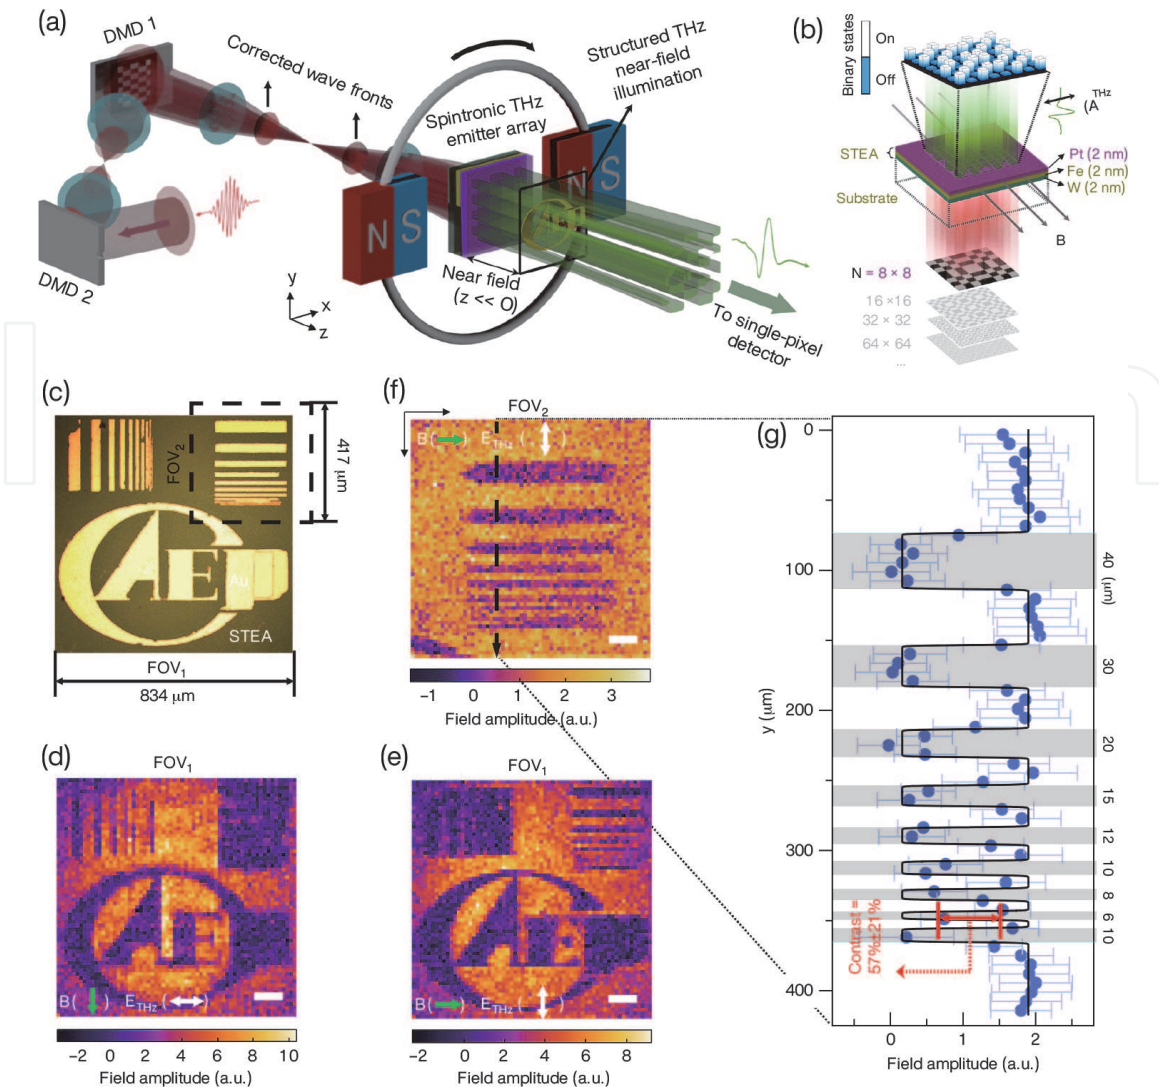 (a)
DMD 1
Corrected wave fronts
Spintronic THz
emitter array
Structured THz
near-field
illumination
DMD 2
N
S
N
S
Near field
(z << O)
y
x
z
To single-pixel
detector
(b)
Binary states
On
Off
THz
(A
STEA
Pt (2 nm)
Fe (2 nm)
W (2 nm)
Substrate
B
N = 8 × 8
16 ×16
32 × 32
64 × 64
...
(c)
FOV2
417 μm
AE
Au
STEA
FOV1
834 μm
(f)
FOV2
B( ) ETHz ( )
−1 0 1 2 3
Field amplitude (a.u.)
(g)
0
100
200
300
400
y (μm)
40 (μm)
30
20
15
12
10
8
6
10
Contrast =
57%±21%
0 1 2
Field amplitude (a.u.)
(d)
FOV1
B( ) ETHz ( )
−2 0 2 4 6 8 10
Field amplitude (a.u.)
(e)
B( ) ETHz ( )
−2 0 2 4 6 8
Field amplitude (a.u.)